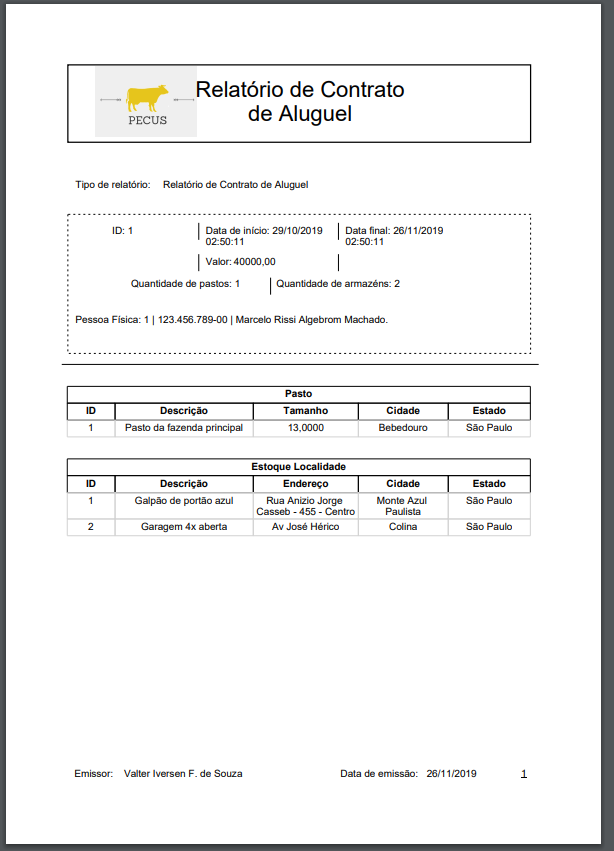 Relatório de Contrato
de Aluguel
PECUS
Tipo de relatório: Relatório de Contrato de Aluguel
ID: 1 Data de início: 29/10/2019 Data final: 26/11/2019
02:50:11 02:50:11
Valor: 40000,00
Quantidade de pastos: 1 Quantidade de armazéns: 2
Pessoa Física: 1 | 123.456.789-00 | Marcelo Rissi Algebrom Machado.
Pasto
ID Descrição Tamanho Cidade Estado
1 Pasto da fazenda principal 13,0000 Bebedouro São Paulo
Estoque Localidade
ID Descrição Endereço Cidade Estado
1 Galpão de portão azul Rua Anizio Jorge Monte Azul São Paulo
Casseb - 455 - Centro Paulista
2 Garagem 4x aberta Av José Hérico Colina São Paulo
Emissor: Valter Iversen F. de Souza Data de emissão: 26/11/2019 1